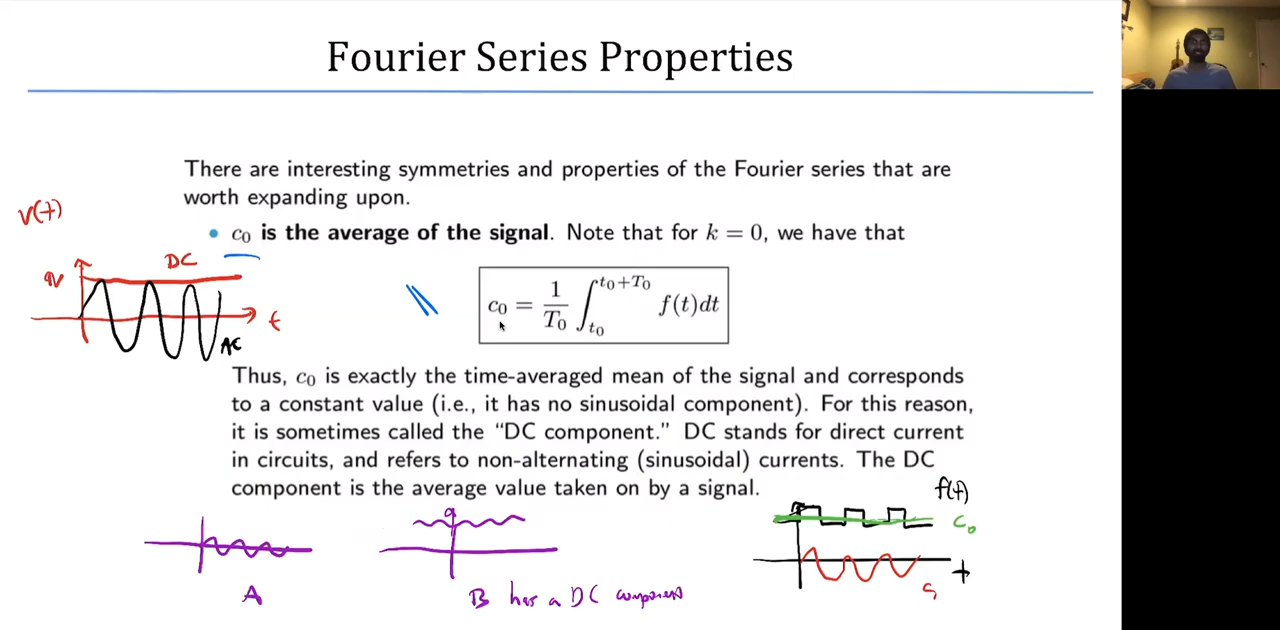 Fourier Series Properties
There are interesting symmetries and properties of the Fourier series that are
worth expanding upon.
v(t)
• c₀ is the average of the signal. Note that for k = 0, we have that
DC
9V
c₀ = 1/T₀ ∫_{t₀}^{t₀+T₀} f(t)dt
t
AC
Thus, c₀ is exactly the time-averaged mean of the signal and corresponds
to a constant value (i.e., it has no sinusoidal component). For this reason,
it is sometimes called the “DC component.” DC stands for direct current
in circuits, and refers to non-alternating (sinusoidal) currents. The DC
component is the average value taken on by a signal.
f(t)
c₀
t
A
B has a DC component